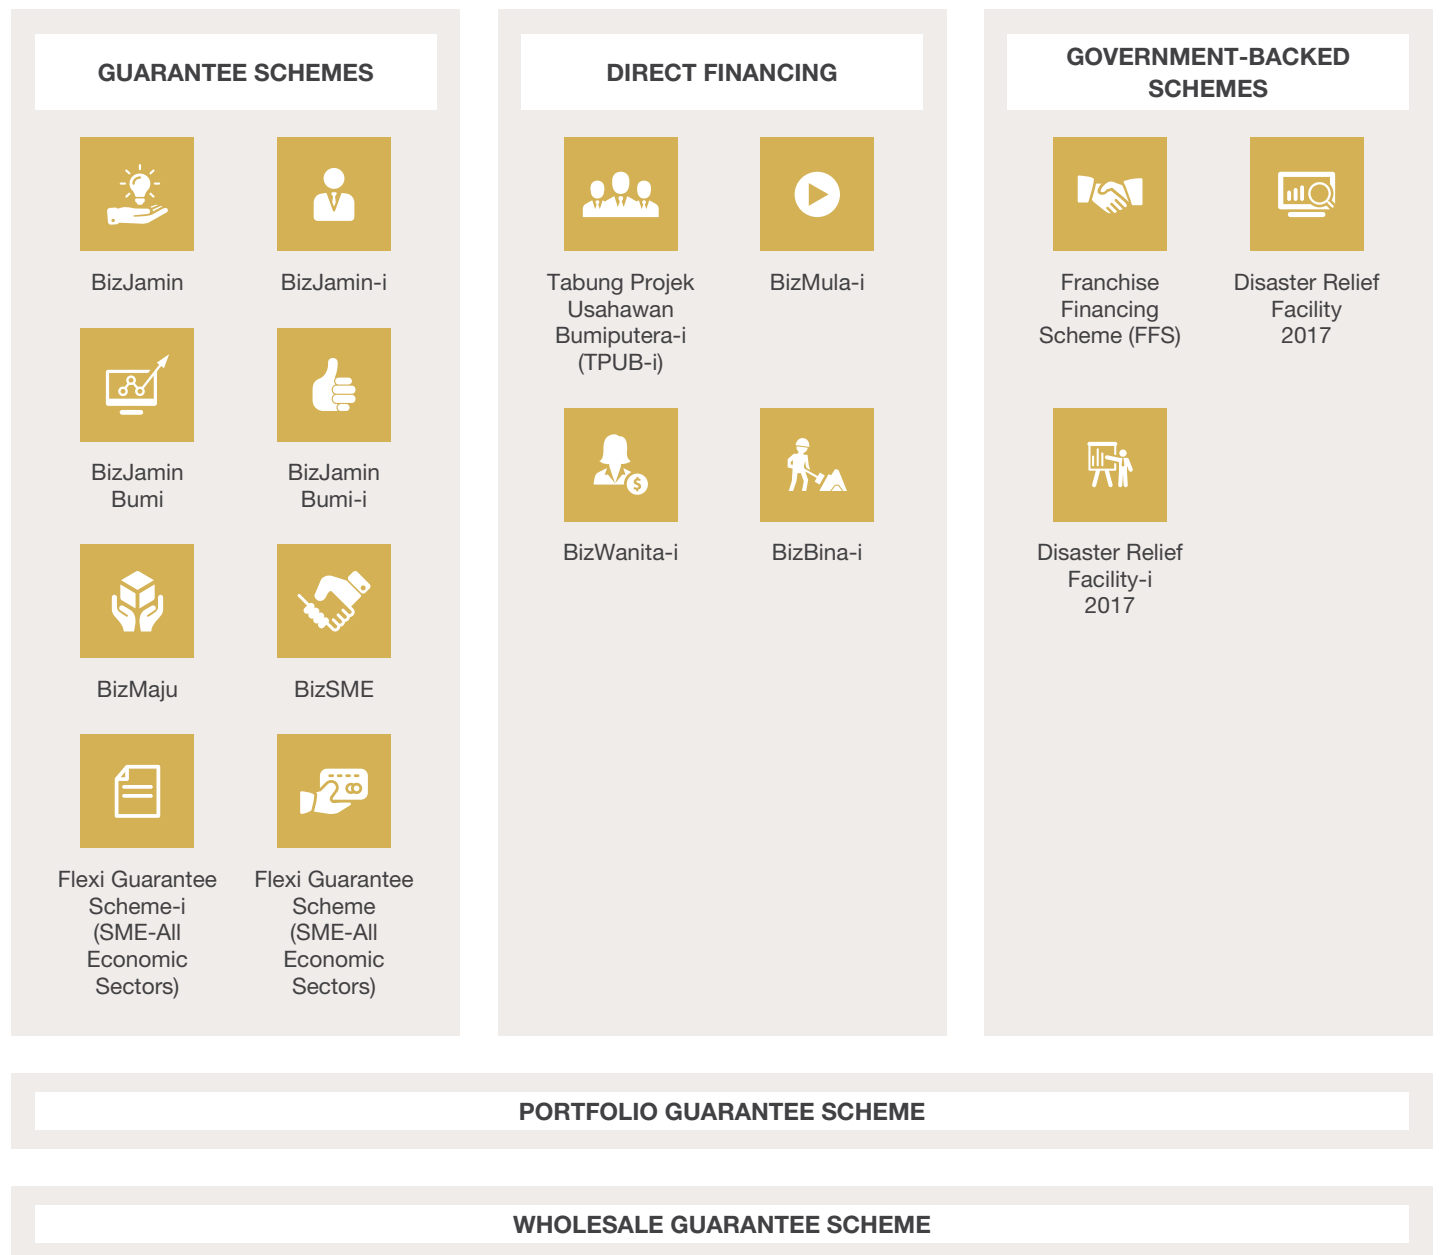 GUARANTEE SCHEMES
BizJamin
BizJamin-i
BizJamin
Bumi
BizJamin
Bumi-i
BizMaju
BizSME
Flexi Guarantee
Scheme-i
(SME-All
Economic
Sectors)
Flexi Guarantee
Scheme
(SME-All
Economic
Sectors)
DIRECT FINANCING
Tabung Projek
Usahawan
Bumiputera-i
(TPUB-i)
BizMula-i
BizWanita-i
BizBina-i
GOVERNMENT-BACKED
SCHEMES
Franchise
Financing
Scheme (FFS)
Disaster Relief
Facility
2017
Disaster Relief
Facility-i
2017
PORTFOLIO GUARANTEE SCHEME
WHOLESALE GUARANTEE SCHEME